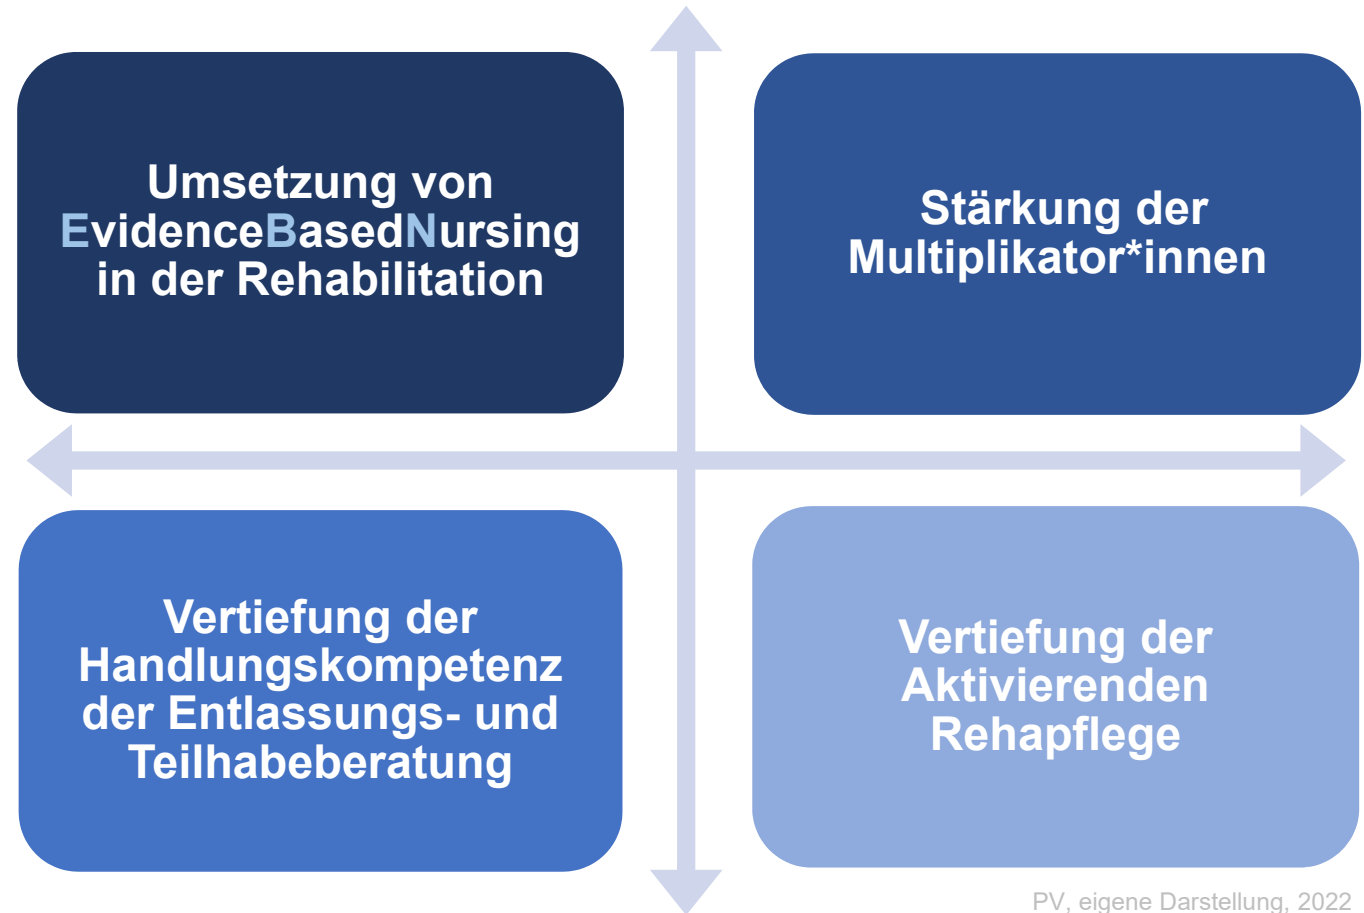 Umsetzung von
EvidenceBasedNursing
in der Rehabilitation
Stärkung der
Multiplikator*innen
Vertiefung der
Handlungskompetenz
der Entlassungs- und
Teilhabeberatung
Vertiefung der
Aktivierenden
Rehapflege
PV, eigene Darstellung, 2022